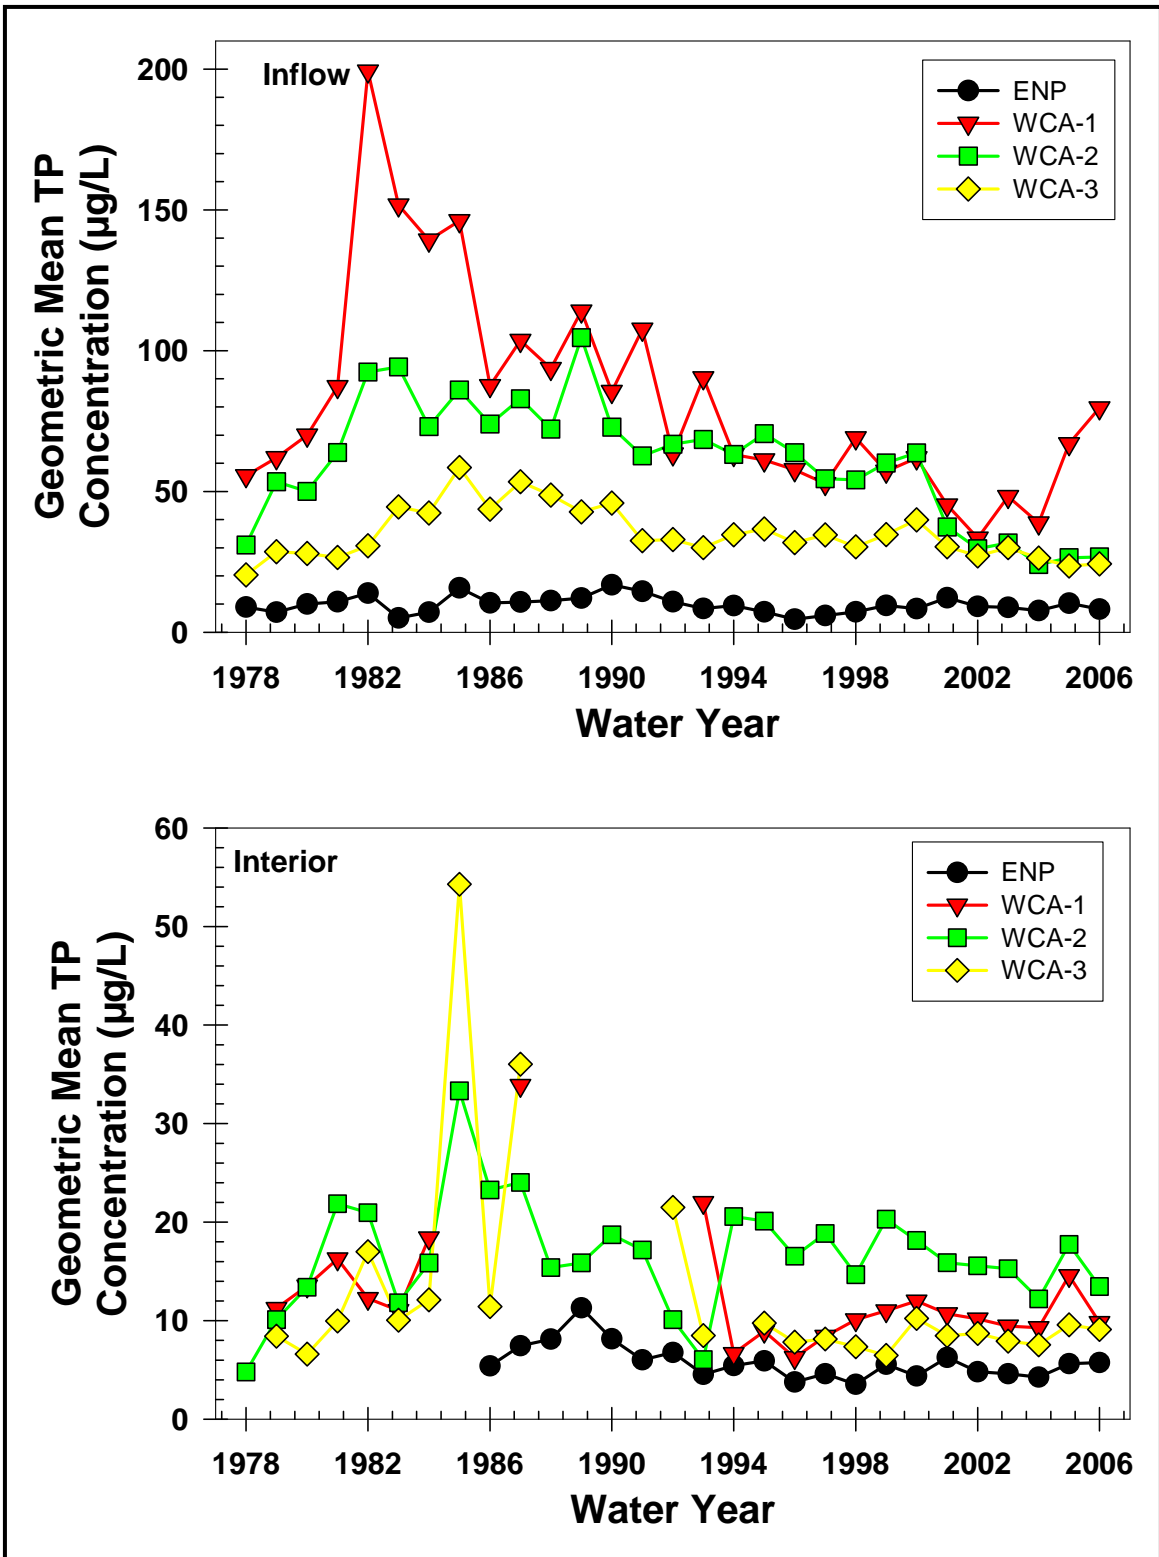 Inflow
ENP
WCA-1
WCA-2
WCA-3
Geometric Mean TP
Concentration (µg/L)
200
150
100
50
0
1978 1982 1986 1990 1994 1998 2002 2006
Water Year
Interior
ENP
WCA-1
WCA-2
WCA-3
Geometric Mean TP
Concentration (µg/L)
60
50
40
30
20
10
0
1978 1982 1986 1990 1994 1998 2002 2006
Water Year